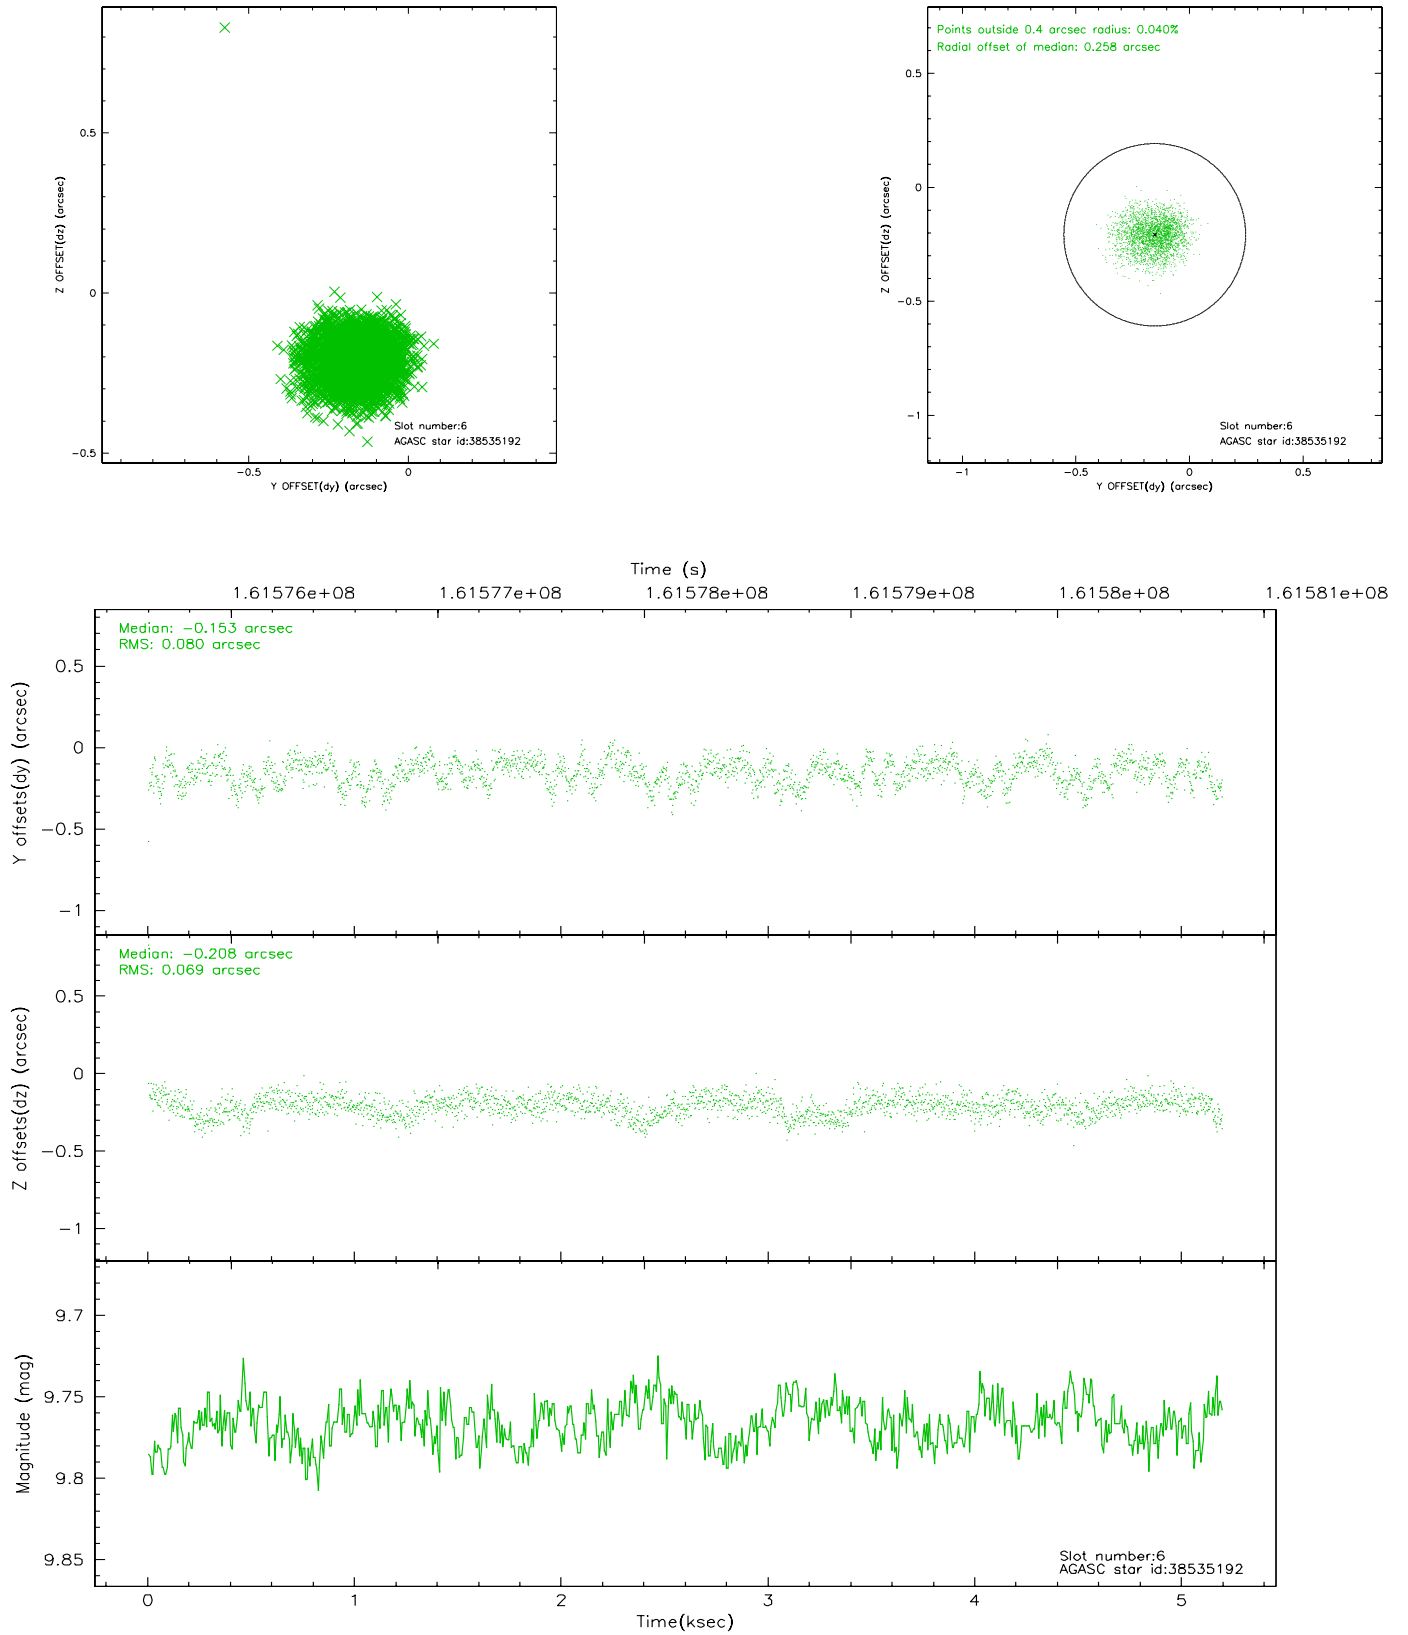 0.5
0
−0.5
−0.5
0
Z OFFSET(dz) (arcsec)
Y OFFSET(dy) (arcsec)
Slot number:6
AGASC star id:38535192
Points outside 0.4 arcsec radius: 0.040%
Radial offset of median: 0.258 arcsec
0.5
0
−0.5
−1
−1
−0.5
0
0.5
Z OFFSET(dz) (arcsec)
Y OFFSET(dy) (arcsec)
Slot number:6
AGASC star id:38535192
Time (s)
1.61576e+08
1.61577e+08
1.61578e+08
1.61579e+08
1.6158e+08
1.61581e+08
Median: −0.153 arcsec
RMS: 0.080 arcsec
0.5
0
−0.5
−1
Y offsets(dy) (arcsec)
Median: −0.208 arcsec
RMS: 0.069 arcsec
0.5
0
−0.5
−1
Z offsets(dz) (arcsec)
9.7
9.75
9.8
9.85
Magnitude (mag)
Slot number:6
AGASC star id:38535192
0
1
2
3
4
5
Time(ksec)